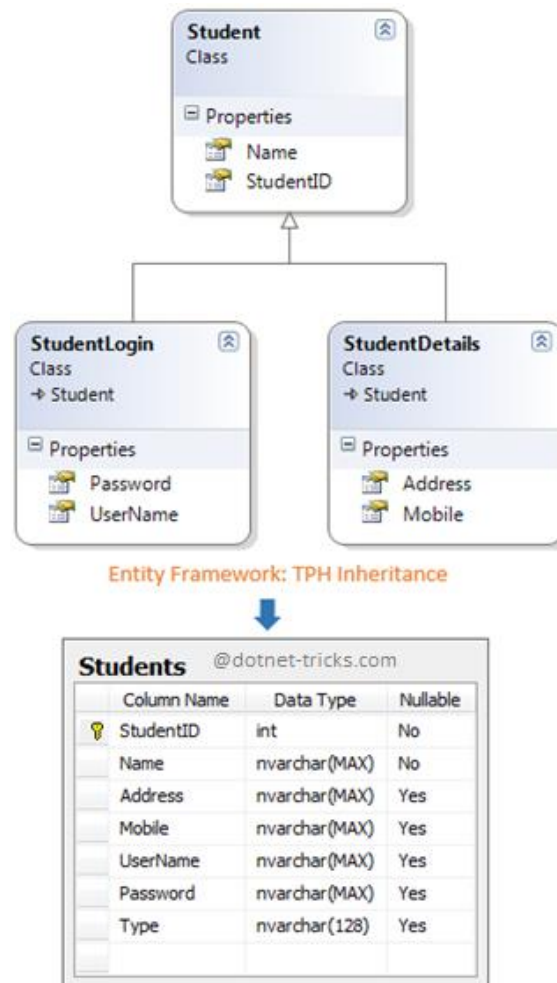 Student
Class
Properties
Name
StudentID
StudentLogin
Class
Student
Properties
Password
UserName
StudentDetails
Class
Student
Properties
Address
Mobile
Entity Framework: TPH Inheritance
Students @dotnet-tricks.com
Column Name Data Type Nullable
StudentID int No
Name nvarchar(MAX) No
Address nvarchar(MAX) Yes
Mobile nvarchar(MAX) Yes
UserName nvarchar(MAX) Yes
Password nvarchar(MAX) Yes
Type nvarchar(128) Yes